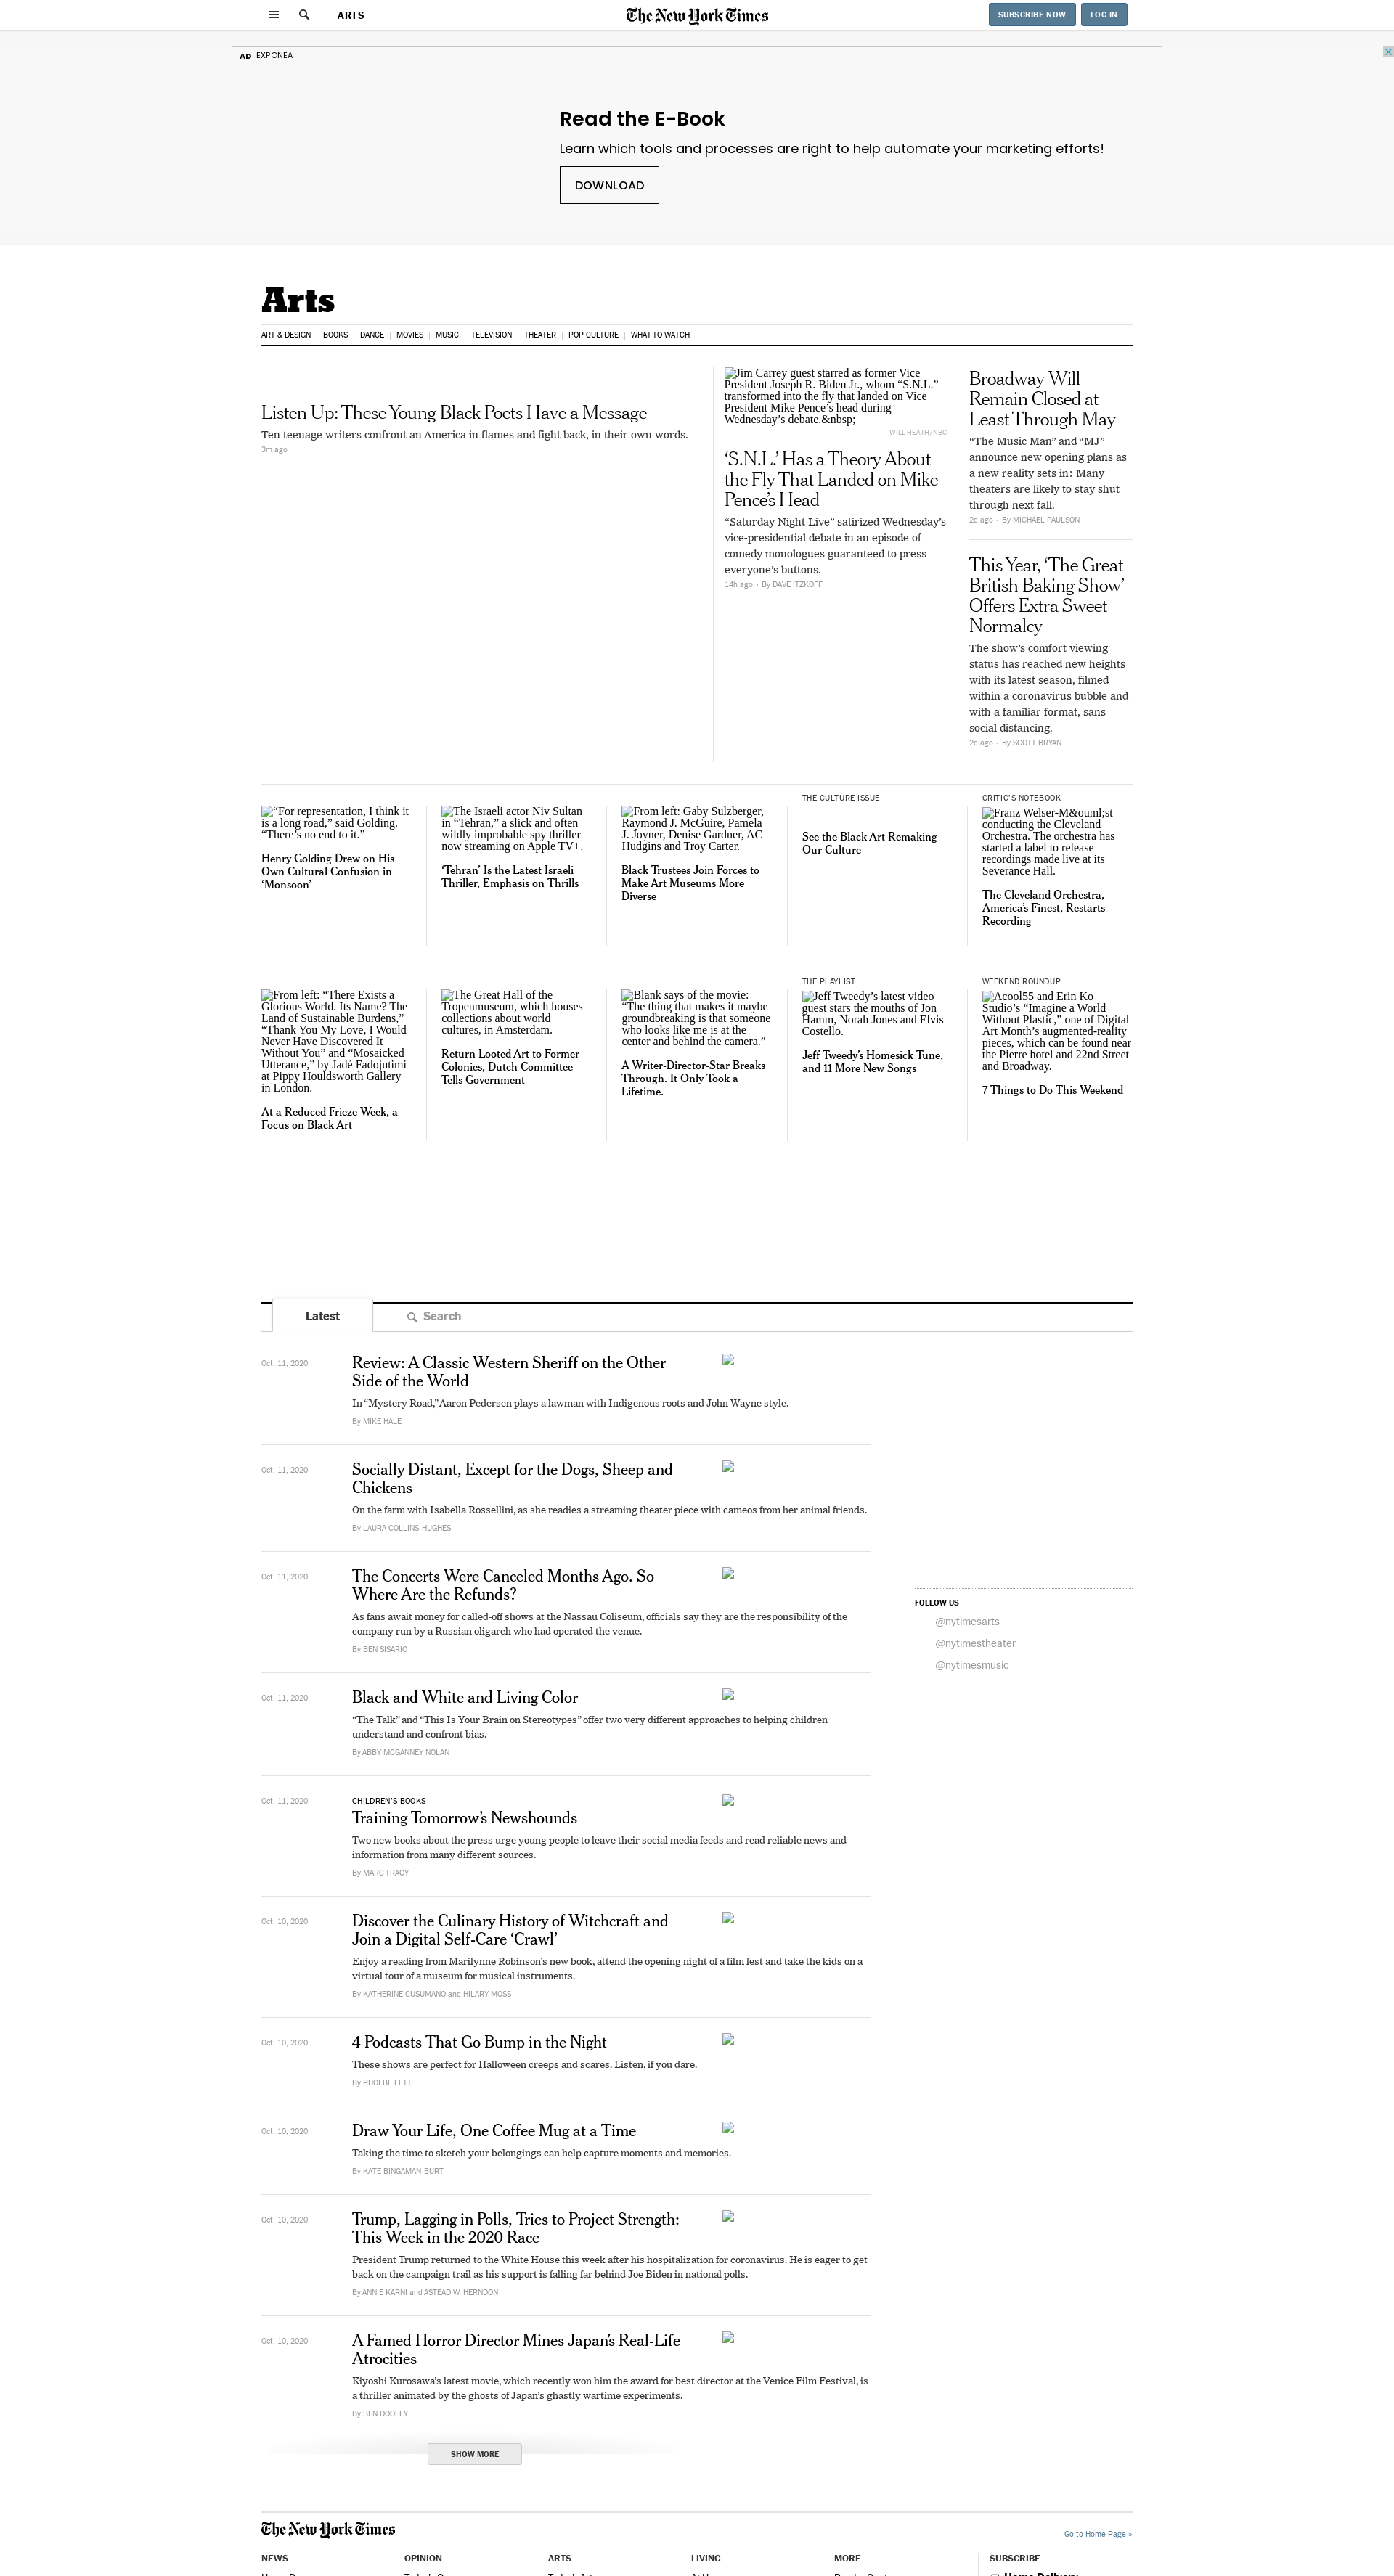 ARTS
The New York Times
SUBSCRIBE NOW
LOG IN
AD EXPONEA
Read the E-Book
Learn which tools and processes are right to help automate your marketing efforts!
DOWNLOAD
Arts
ART & DESIGN
BOOKS
DANCE
MOVIES
MUSIC
TELEVISION
THEATER
POP CULTURE
WHAT TO WATCH
Listen Up: These Young Black Poets Have a Message
Ten teenage writers confront an America in flames and fight back, in their own words.
3m ago
Jim Carrey guest starred as former Vice
President Joseph R. Biden Jr., whom “S.N.L.”
transformed into the fly that landed on Vice
President Mike Pence’s head during
Wednesday’s debate.&nbsp;
WILL HEATH/NBC
‘S.N.L.’ Has a Theory About
the Fly That Landed on Mike
Pence’s Head
“Saturday Night Live” satirized Wednesday’s
vice-presidential debate in an episode of
comedy monologues guaranteed to press
everyone’s buttons.
14h ago · By DAVE ITZKOFF
Broadway Will
Remain Closed at
Least Through May
“The Music Man” and “MJ”
announce new opening plans as
a new reality sets in: Many
theaters are likely to stay shut
through next fall.
2d ago · By MICHAEL PAULSON
This Year, ‘The Great
British Baking Show’
Offers Extra Sweet
Normalcy
The show’s comfort viewing
status has reached new heights
with its latest season, filmed
within a coronavirus bubble and
with a familiar format, sans
social distancing.
2d ago · By SCOTT BRYAN
“For representation, I think it
is a long road,” said Golding.
“There’s no end to it.”
Henry Golding Drew on His
Own Cultural Confusion in
‘Monsoon’
The Israeli actor Niv Sultan
in “Tehran,” a slick and often
wildly improbable spy thriller
now streaming on Apple TV+.
‘Tehran’ Is the Latest Israeli
Thriller, Emphasis on Thrills
From left: Gaby Sulzberger,
Raymond J. McGuire, Pamela
J. Joyner, Denise Gardner, AC
Hudgins and Troy Carter.
Black Trustees Join Forces to
Make Art Museums More
Diverse
THE CULTURE ISSUE
See the Black Art Remaking
Our Culture
CRITIC’S NOTEBOOK
Franz Welser-M&ouml;st
conducting the Cleveland
Orchestra. The orchestra has
started a label to release
recordings made live at its
Severance Hall.
The Cleveland Orchestra,
America’s Finest, Restarts
Recording
From left: “There Exists a
Glorious World. Its Name? The
Land of Sustainable Burdens,”
“Thank You My Love, I Would
Never Have Discovered It
Without You” and “Mosaicked
Utterance,” by Jadé Fadojutimi
at Pippy Houldsworth Gallery
in London.
At a Reduced Frieze Week, a
Focus on Black Art
The Great Hall of the
Tropenmuseum, which houses
collections about world
cultures, in Amsterdam.
Return Looted Art to Former
Colonies, Dutch Committee
Tells Government
Blank says of the movie:
“The thing that makes it maybe
groundbreaking is that someone
who looks like me is at the
center and behind the camera.”
A Writer-Director-Star Breaks
Through. It Only Took a
Lifetime.
THE PLAYLIST
Jeff Tweedy’s latest video
guest stars the mouths of Jon
Hamm, Norah Jones and Elvis
Costello.
Jeff Tweedy’s Homesick Tune,
and 11 More New Songs
WEEKEND ROUNDUP
Acool55 and Erin Ko
Studio’s “Imagine a World
Without Plastic,” one of Digital
Art Month’s augmented-reality
pieces, which can be found near
the Pierre hotel and 22nd Street
and Broadway.
7 Things to Do This Weekend
Latest
Search
Oct. 11, 2020
Review: A Classic Western Sheriff on the Other
Side of the World
In “Mystery Road,” Aaron Pedersen plays a lawman with Indigenous roots and John Wayne style.
By MIKE HALE
Oct. 11, 2020
Socially Distant, Except for the Dogs, Sheep and
Chickens
On the farm with Isabella Rossellini, as she readies a streaming theater piece with cameos from her animal friends.
By LAURA COLLINS-HUGHES
Oct. 11, 2020
The Concerts Were Canceled Months Ago. So
Where Are the Refunds?
As fans await money for called-off shows at the Nassau Coliseum, officials say they are the responsibility of the
company run by a Russian oligarch who had operated the venue.
By BEN SISARIO
FOLLOW US
@nytimesarts
@nytimestheater
@nytimesmusic
Oct. 11, 2020
Black and White and Living Color
“The Talk” and “This Is Your Brain on Stereotypes” offer two very different approaches to helping children
understand and confront bias.
By ABBY MCGANNEY NOLAN
Oct. 11, 2020
CHILDREN’S BOOKS
Training Tomorrow’s Newshounds
Two new books about the press urge young people to leave their social media feeds and read reliable news and
information from many different sources.
By MARC TRACY
Oct. 10, 2020
Discover the Culinary History of Witchcraft and
Join a Digital Self-Care ‘Crawl’
Enjoy a reading from Marilynne Robinson’s new book, attend the opening night of a film fest and take the kids on a
virtual tour of a museum for musical instruments.
By KATHERINE CUSUMANO and HILARY MOSS
Oct. 10, 2020
4 Podcasts That Go Bump in the Night
These shows are perfect for Halloween creeps and scares. Listen, if you dare.
By PHOEBE LETT
Oct. 10, 2020
Draw Your Life, One Coffee Mug at a Time
Taking the time to sketch your belongings can help capture moments and memories.
By KATE BINGAMAN-BURT
Oct. 10, 2020
Trump, Lagging in Polls, Tries to Project Strength:
This Week in the 2020 Race
President Trump returned to the White House this week after his hospitalization for coronavirus. He is eager to get
back on the campaign trail as his support is falling far behind Joe Biden in national polls.
By ANNIE KARNI and ASTEAD W. HERNDON
Oct. 10, 2020
A Famed Horror Director Mines Japan’s Real-Life
Atrocities
Kiyoshi Kurosawa’s latest movie, which recently won him the award for best director at the Venice Film Festival, is
a thriller animated by the ghosts of Japan’s ghastly wartime experiments.
By BEN DOOLEY
SHOW MORE
The New York Times
Go to Home Page »
NEWS
OPINION
ARTS
LIVING
MORE
SUBSCRIBE